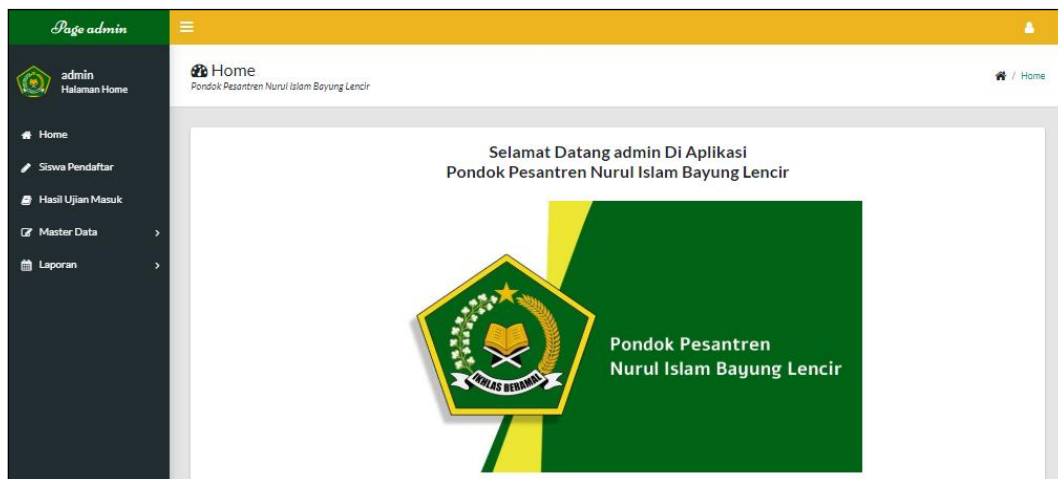 Page admin
admin
Halaman Home
Home
Siswa Pendaftar
Hasil Ujian Masuk
Master Data
Laporan
Home
Pondok Pesantren Nurul Islam Bayung Lencir
/ Home
Selamat Datang admin Di Aplikasi
Pondok Pesantren Nurul Islam Bayung Lencir
IKHLAS BERAMAL
Pondok Pesantren
Nurul Islam Bayung Lencir